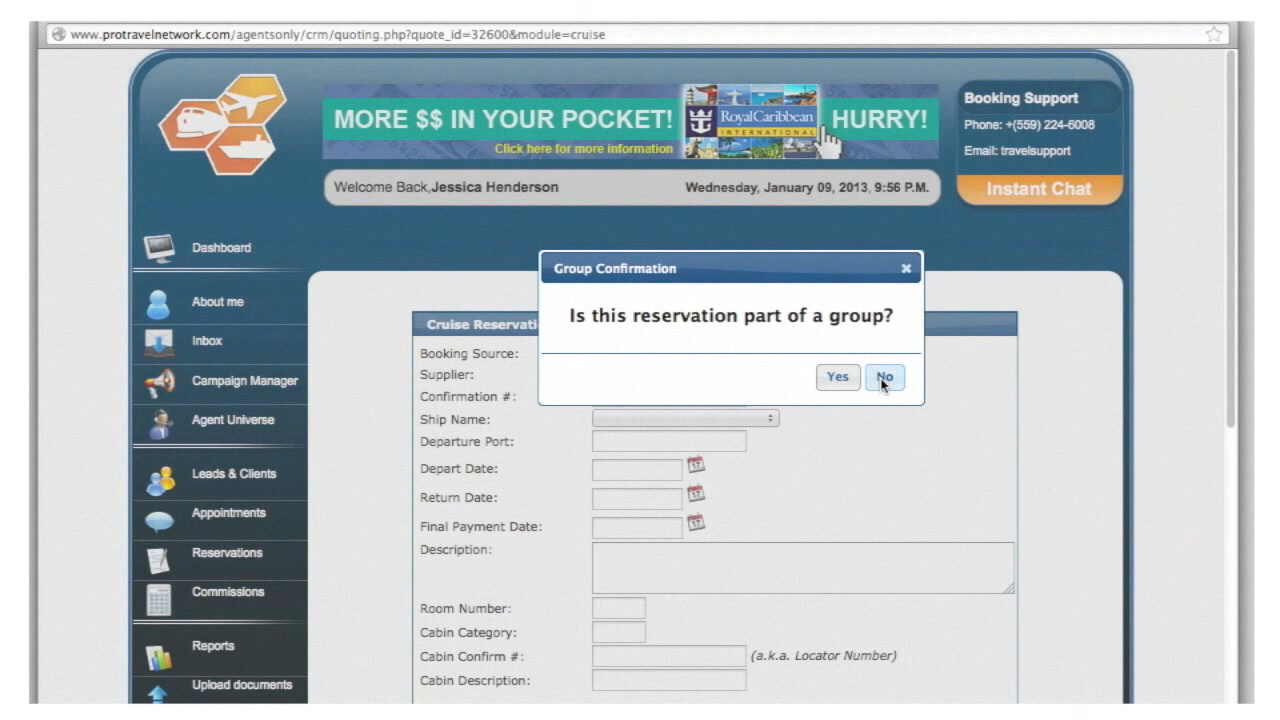 www.protravelnetwork.com/agentsonly/crm/quoting.php?quote_id=32600&module=cruise
MORE $$ IN YOUR POCKET!
RoyalCaribbean
INTERNATIONAL
HURRY!
Click here for more information
Booking Support
Phone: +(559) 224-6008
Email: travelsupport
Instant Chat
Welcome Back,Jessica Henderson
Wednesday, January 09, 2013, 9:56 P.M.
Dashboard
About me
Inbox
Campaign Manager
Agent Universe
Leads & Clients
Appointments
Reservations
Commissions
Reports
Upload documents
Group Confirmation
Is this reservation part of a group?
Yes
No
Cruise Reservati
Booking Source:
Supplier:
Confirmation #:
Ship Name:
Departure Port:
Depart Date:
17
Return Date:
17
Final Payment Date:
17
Description:
Room Number:
Cabin Category:
Cabin Confirm #:
(a.k.a. Locator Number)
Cabin Description: